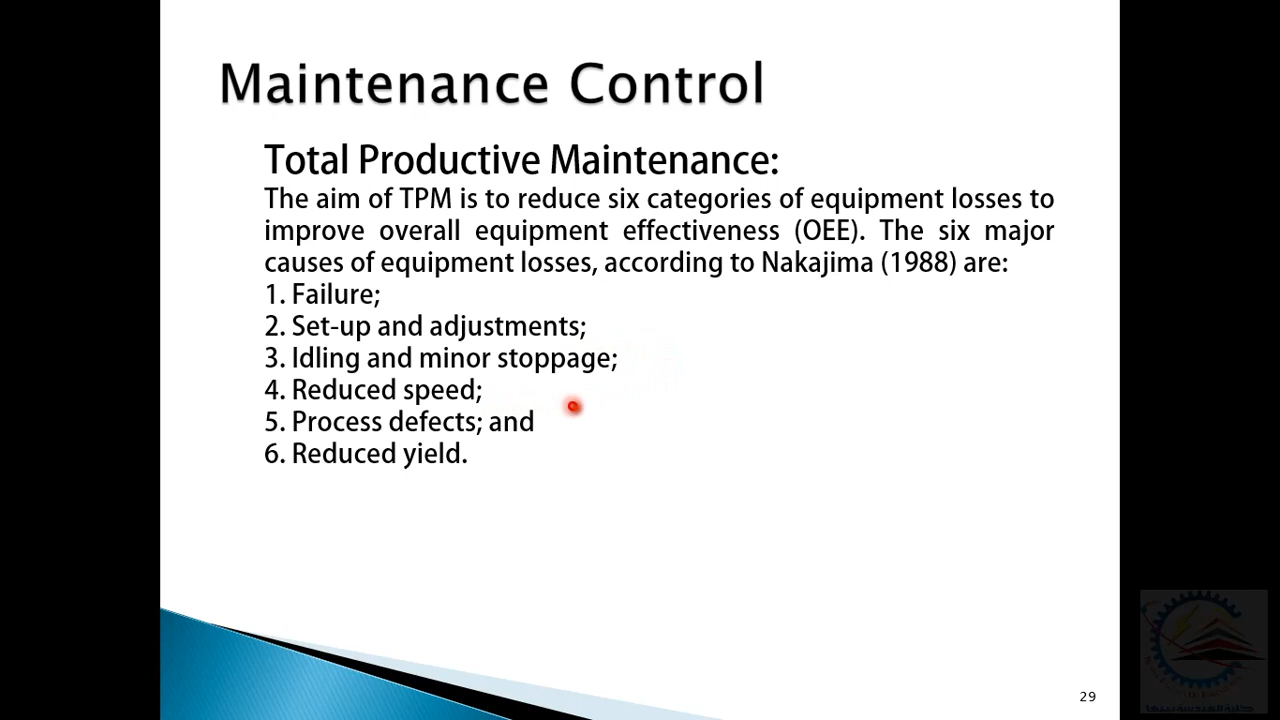 Maintenance Control
Total Productive Maintenance:
The aim of TPM is to reduce six categories of equipment losses to
improve overall equipment effectiveness (OEE). The six major
causes of equipment losses, according to Nakajima (1988) are:
1. Failure;
2. Set-up and adjustments;
3. Idling and minor stoppage;
4. Reduced speed;
5. Process defects; and
6. Reduced yield.
29